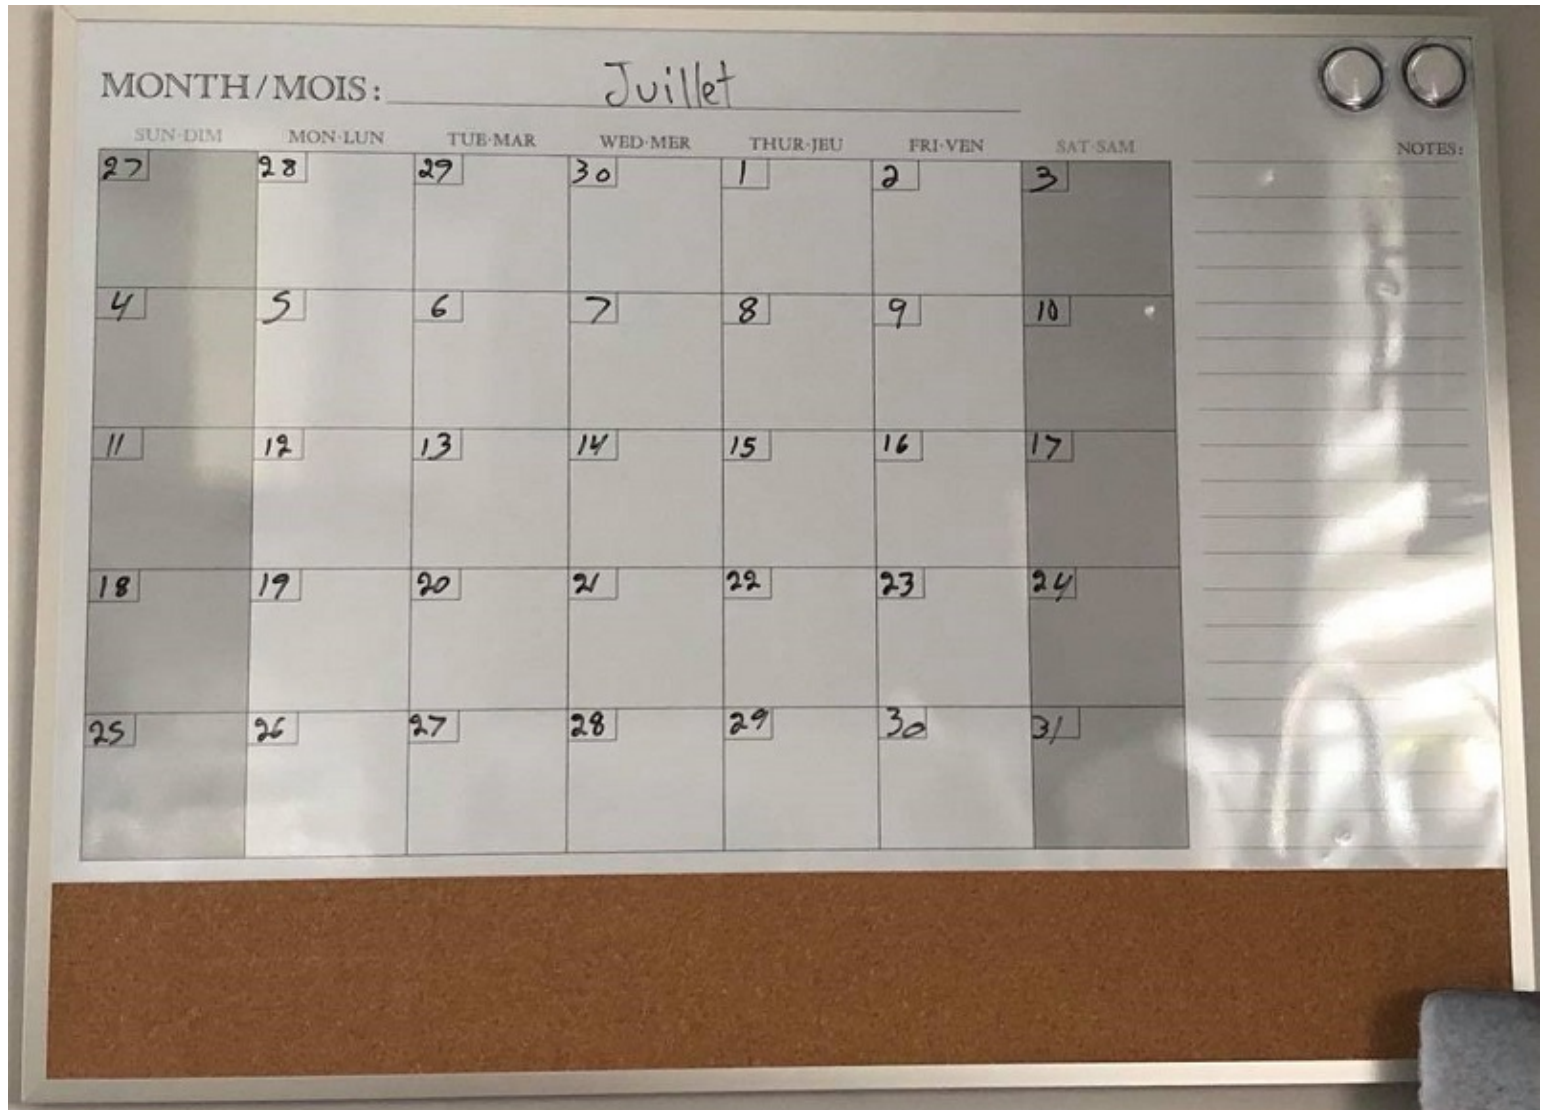 MONTH/MOIS: Juillet
SUN·DIM MON·LUN TUE·MAR WED·MER THUR·JEU FRI·VEN SAT·SAM NOTES:
27 28 29 30 1 2 3
4 5 6 7 8 9 10
11 12 13 14 15 16 17
18 19 20 21 22 23 24
25 26 27 28 29 30 31